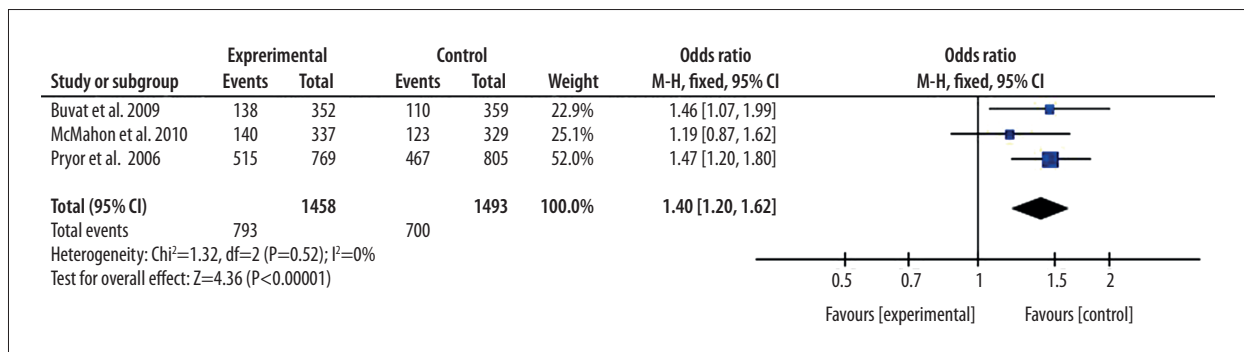 Exprerimental Control Odds ratio Odds ratio
Study or subgroup Events Total Events Total Weight M-H, fixed, 95% CI M-H, fixed, 95% CI
Buvat et al. 2009 138 352 110 359 22.9% 1.46 [1.07, 1.99]
McMahon et al. 2010 140 337 123 329 25.1% 1.19 [0.87, 1.62]
Pryor et al. 2006 515 769 467 805 52.0% 1.47 [1.20, 1.80]
Total (95% CI) 1458 1493 100.0% 1.40 [1.20, 1.62]
Total events 793 700
Heterogeneity: Chi²=1.32, df=2 (P=0.52); I²=0%
Test for overall effect: Z=4.36 (P<0.00001)
0.5 0.7 1 1.5 2
Favours [experimental] Favours [control]